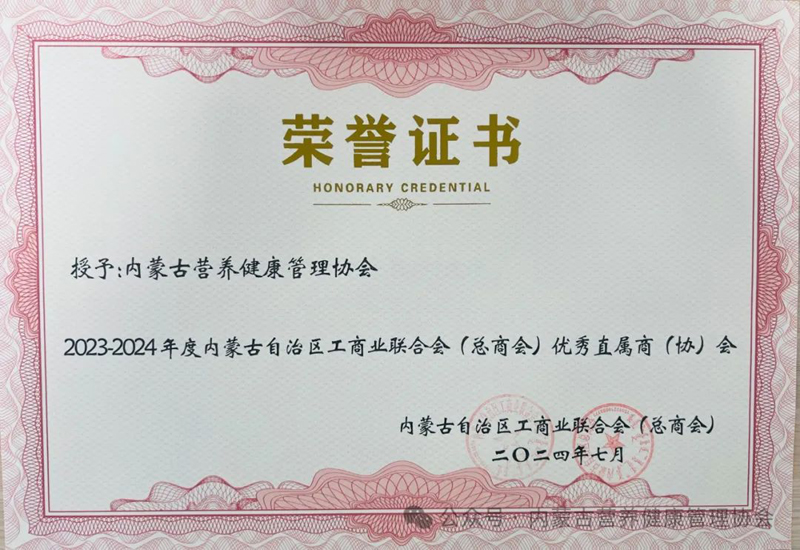 荣誉证书
HONORARY CREDENTIAL
授予:内蒙古营养健康管理协会
2023-2024年度内蒙古自治区工商业联合会（总商会）优秀直属商（协）会
内蒙古自治区工商业联合会（总商会）
二〇二四年七月
公众号·内蒙古营养健康管理协会